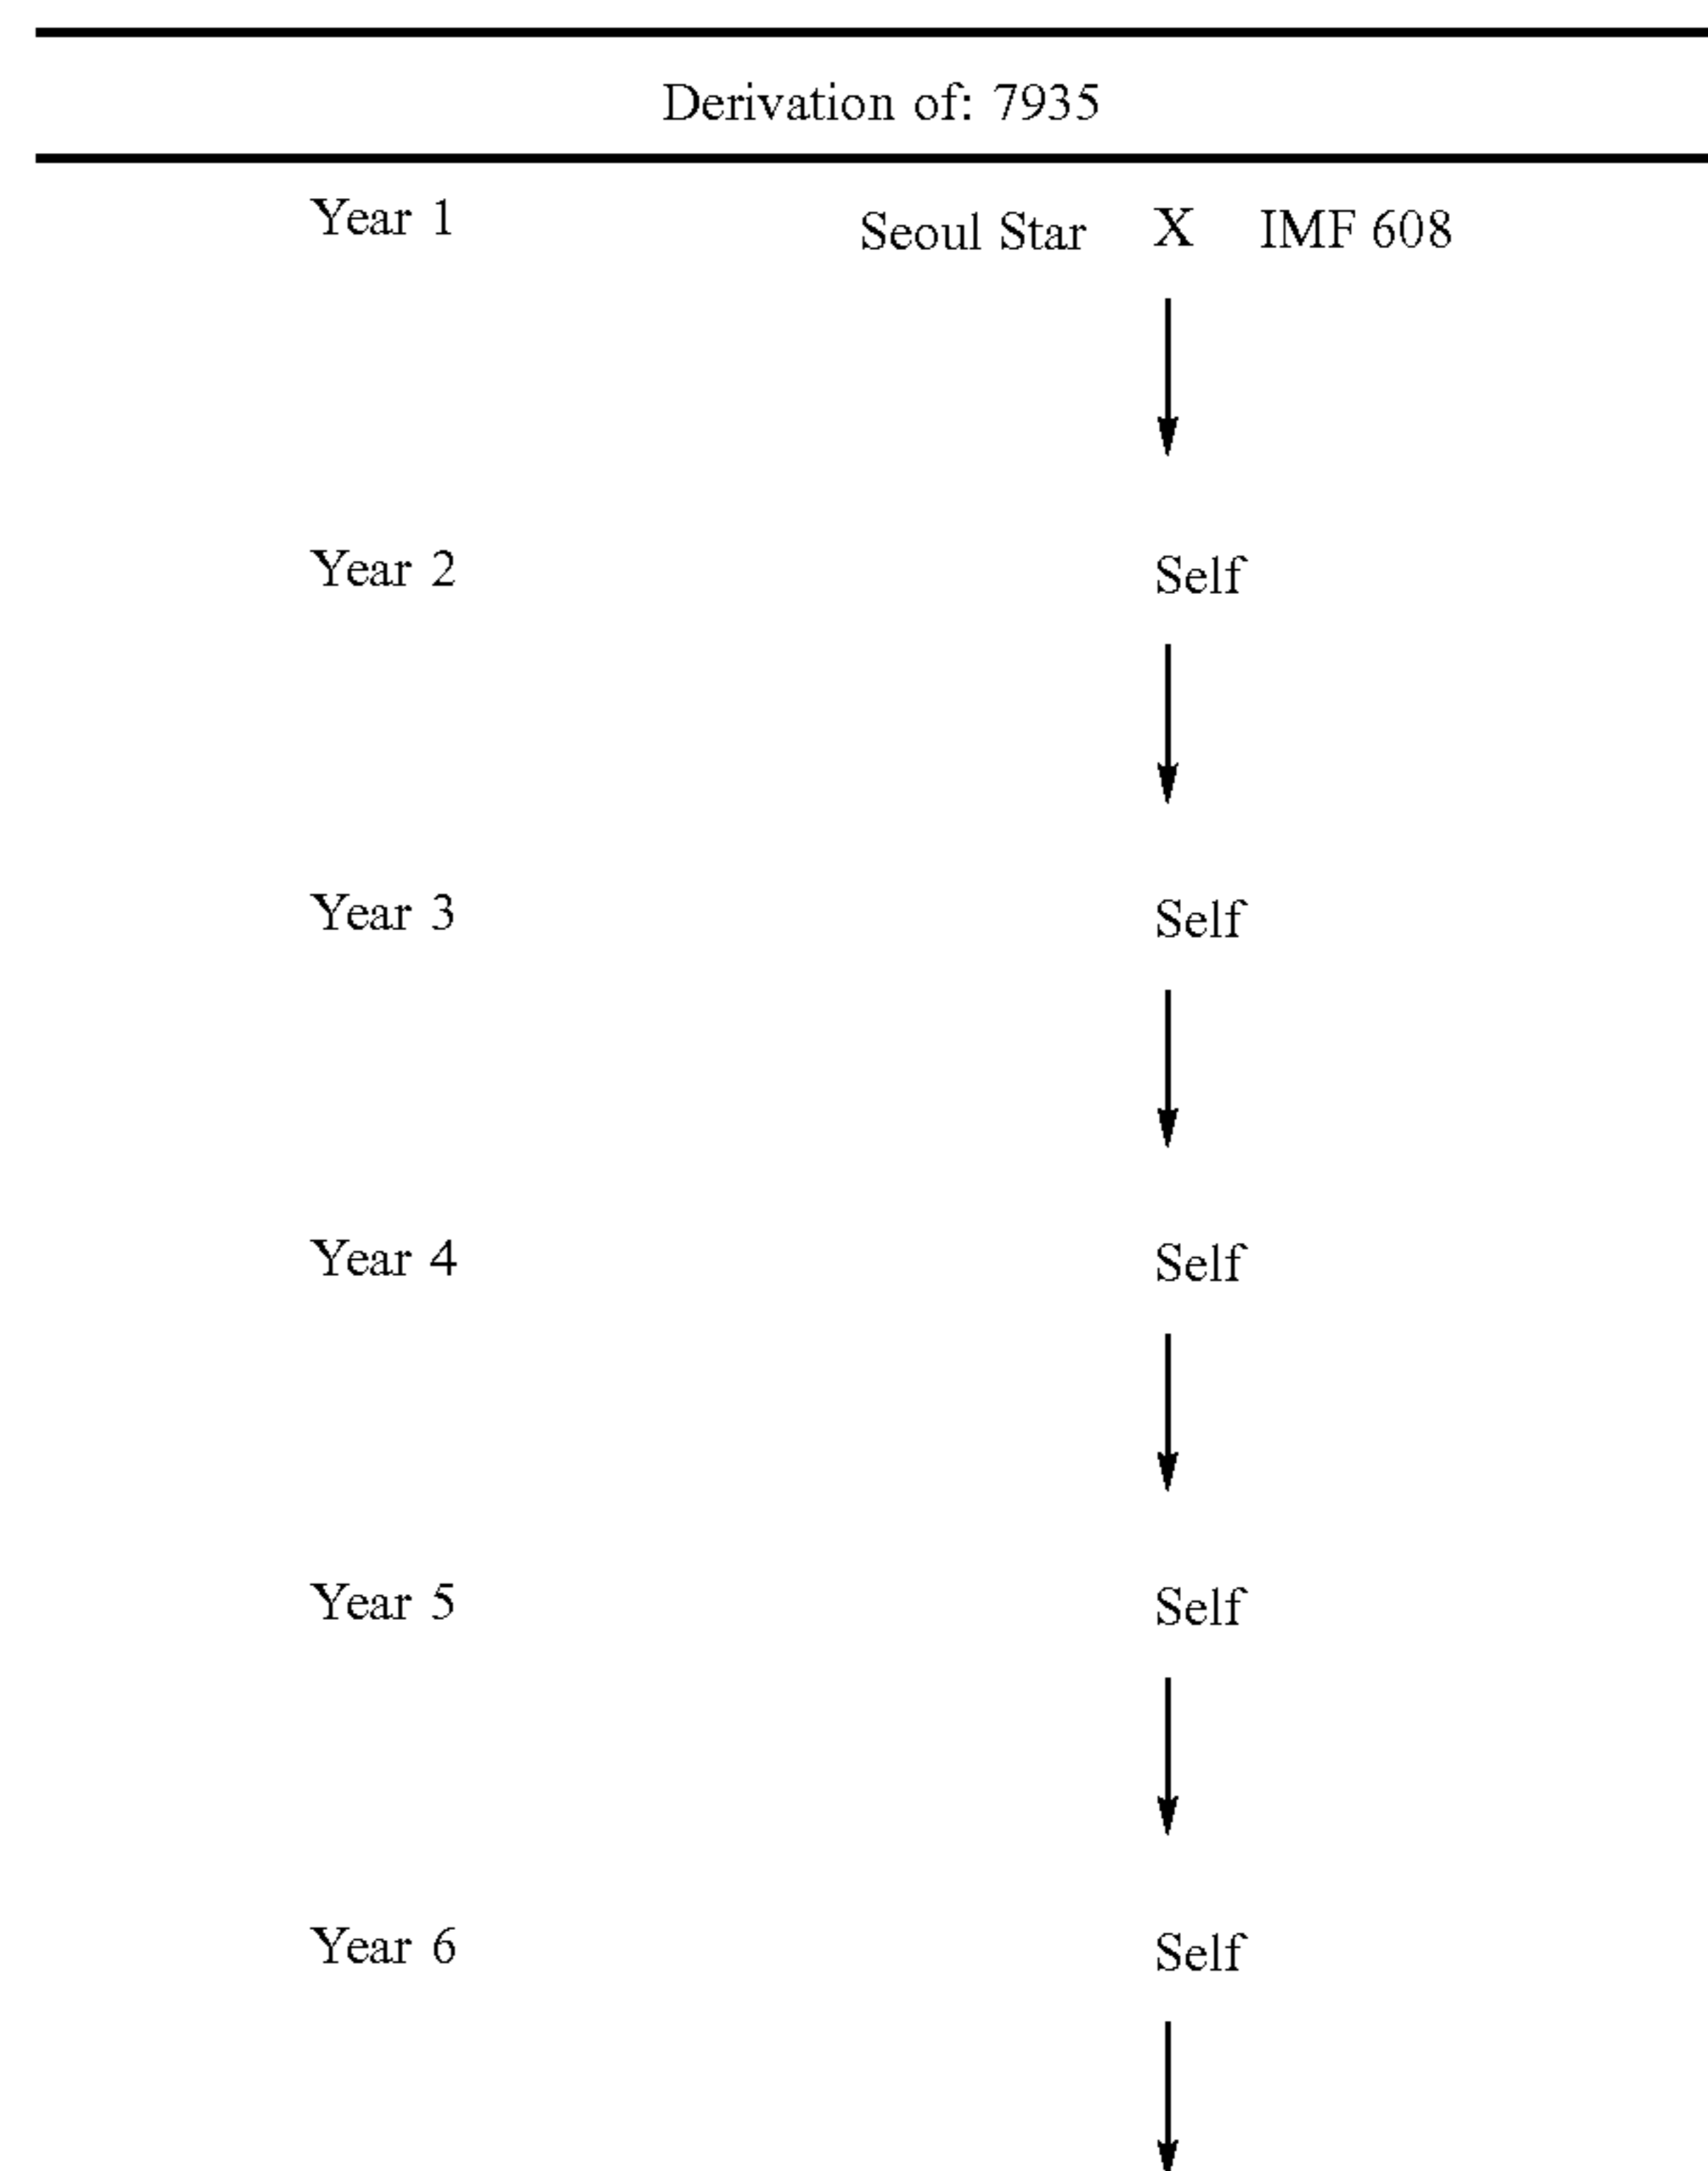 Derivation of: 7935
Year 1 Seoul Star X IMF 608
Year 2 Self
Year 3 Self
Year 4 Self
Year 5 Self
Year 6 Self